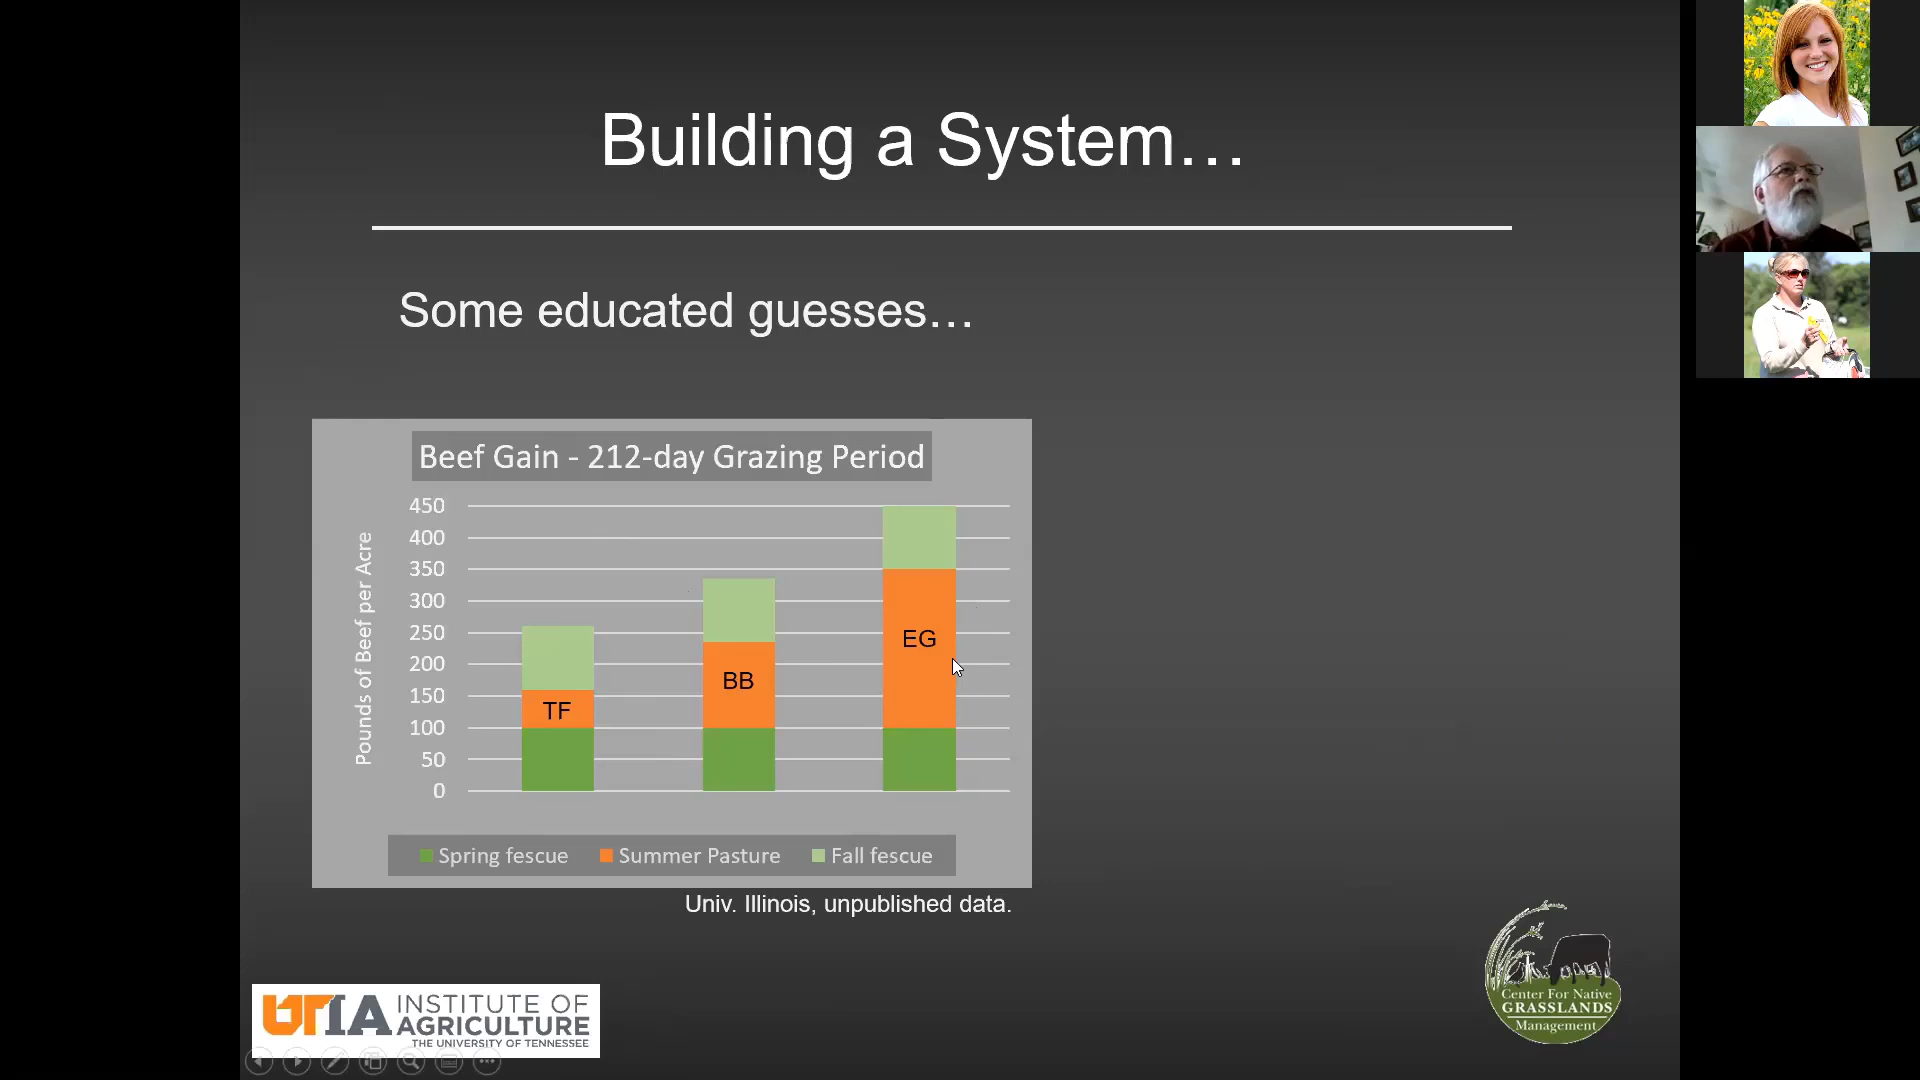 Building a System…
Some educated guesses…
Beef Gain - 212-day Grazing Period
Pounds of Beef per Acre
450
400
350
300
250
200
150
100
50
0
TF
BB
EG
Spring fescue Summer Pasture Fall fescue
Univ. Illinois, unpublished data.
UTIA INSTITUTE OF
AGRICULTURE
THE UNIVERSITY OF TENNESSEE
Center For Native
GRASSLANDS
Management